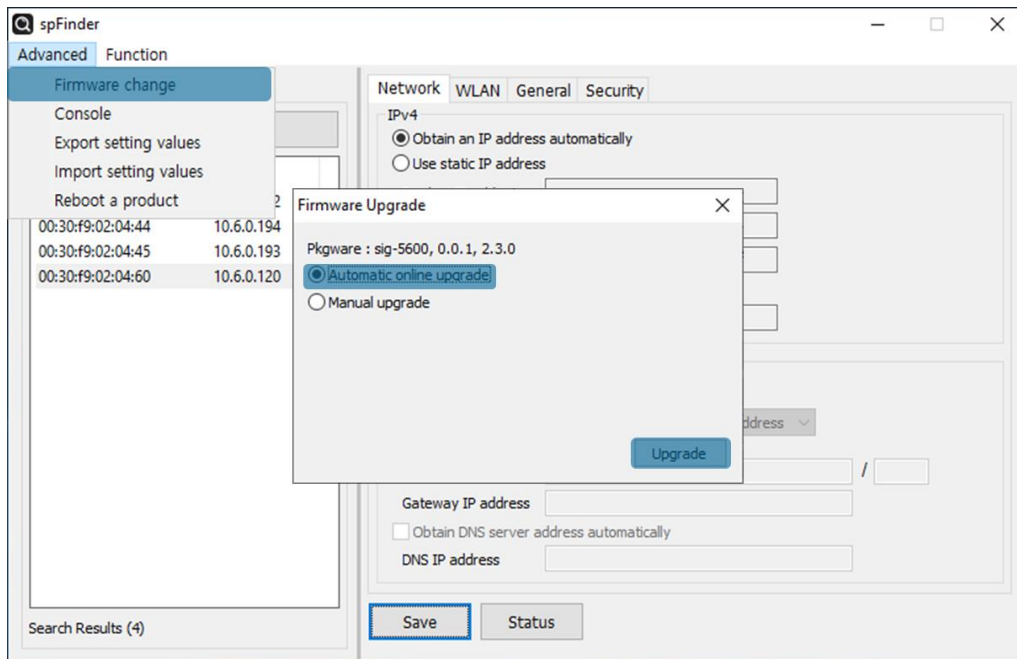 spFinder
Advanced Function
Firmware change
Console
Export setting values
Import setting values
Reboot a product
00:30:f9:02:04:44 10.6.0.194
00:30:f9:02:04:45 10.6.0.193
00:30:f9:02:04:60 10.6.0.120
Search Results (4)
Network WLAN General Security
IPv4
Obtain an IP address automatically
Use static IP address
Firmware Upgrade
Pkgware : sig-5600, 0.0.1, 2.3.0
Automatic online upgrade
Manual upgrade
Upgrade
/
Gateway IP address
Obtain DNS server address automatically
DNS IP address
Save Status